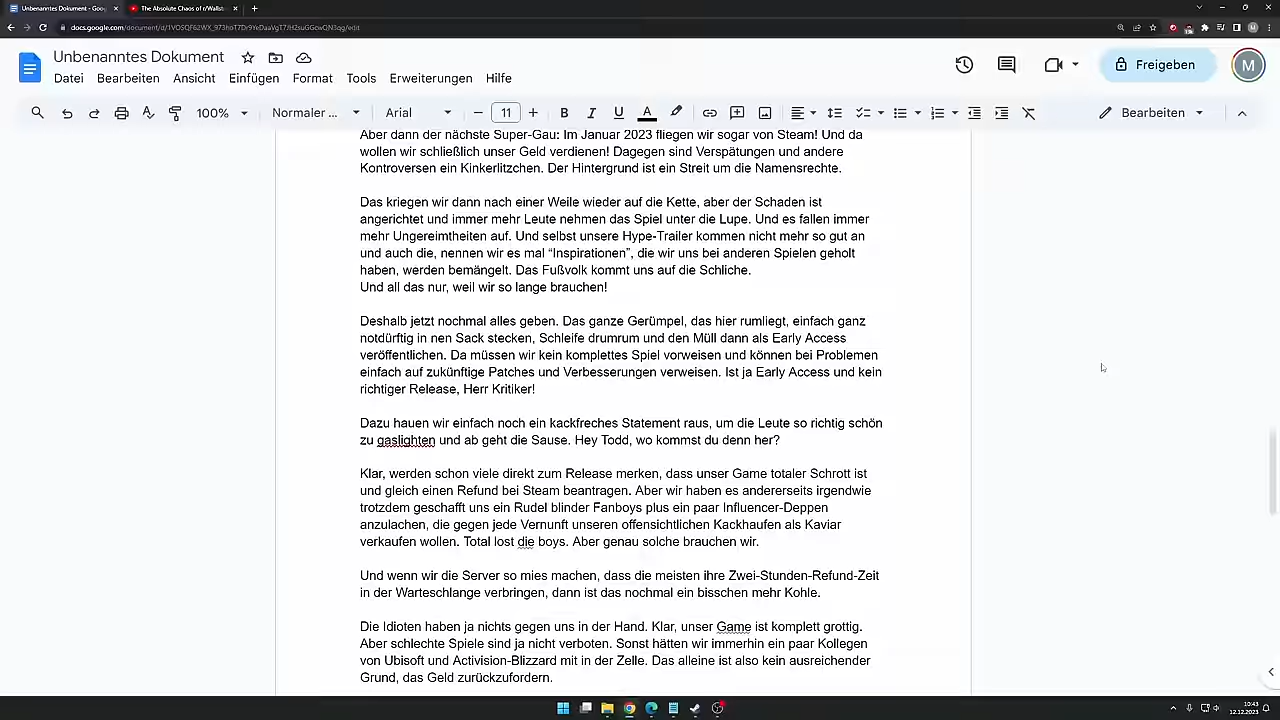 Unbenanntes Dokument - Goog
The Absolute Chaos of r/Wallstr
Unbenanntes Dokument
Freigeben
M
Datei Bearbeiten Ansicht Einfügen Format Tools Erweiterungen Hilfe
100% Normaler ... Arial 11 B I U A Bearbeiten
Aber dann der nächste Super-Gau: Im Januar 2023 fliegen wir sogar von Steam! Und da
wollen wir schließlich unser Geld verdienen! Dagegen sind Verspätungen und andere
Kontroversen ein Kinkerlitzchen. Der Hintergrund ist ein Streit um die Namensrechte.
Das kriegen wir dann nach einer Weile wieder auf die Kette, aber der Schaden ist
angerichtet und immer mehr Leute nehmen das Spiel unter die Lupe. Und es fallen immer
mehr Ungereimtheiten auf. Und selbst unsere Hype-Trailer kommen nicht mehr so gut an
und auch die, nennen wir es mal “Inspirationen”, die wir uns bei anderen Spielen geholt
haben, werden bemängelt. Das Fußvolk kommt uns auf die Schliche.
Und all das nur, weil wir so lange brauchen!
Deshalb jetzt nochmal alles geben. Das ganze Gerümpel, das hier rumliegt, einfach ganz
notdürftig in nen Sack stecken, Schleife drumrum und den Müll dann als Early Access
veröffentlichen. Da müssen wir kein komplettes Spiel vorweisen und können bei Problemen
einfach auf zukünftige Patches und Verbesserungen verweisen. Ist ja Early Access und kein
richtiger Release, Herr Kritiker!
Dazu hauen wir einfach noch ein kackfreches Statement raus, um die Leute so richtig schön
zu gaslighten und ab geht die Sause. Hey Todd, wo kommst du denn her?
Klar, werden schon viele direkt zum Release merken, dass unser Game totaler Schrott ist
und gleich einen Refund bei Steam beantragen. Aber wir haben es andererseits irgendwie
trotzdem geschafft uns ein Rudel blinder Fanboys plus ein paar Influencer-Deppen
anzulachen, die gegen jede Vernunft unseren offensichtlichen Kackhaufen als Kaviar
verkaufen wollen. Total lost die boys. Aber genau solche brauchen wir.
Und wenn wir die Server so mies machen, dass die meisten ihre Zwei-Stunden-Refund-Zeit
in der Warteschlange verbringen, dann ist das nochmal ein bisschen mehr Kohle.
Die Idioten haben ja nichts gegen uns in der Hand. Klar, unser Game ist komplett grottig.
Aber schlechte Spiele sind ja nicht verboten. Sonst hätten wir immerhin ein paar Kollegen
von Ubisoft und Activision-Blizzard mit in der Zelle. Das alleine ist also kein ausreichender
Grund, das Geld zurückzufordern.
10:43
12.12.2023